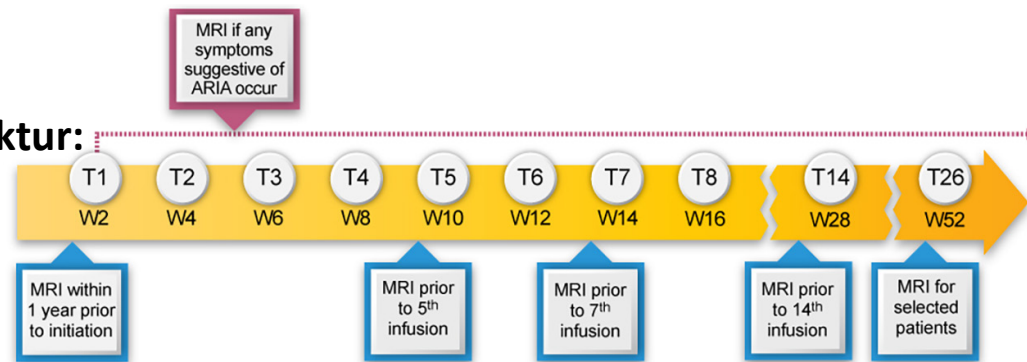 MRI if any
symptoms
suggestive of
ARIA occur
ktur:
T1 T2 T3 T4 T5 T6 T7 T8 T14 T26
W2 W4 W6 W8 W10 W12 W14 W16 W28 W52
MRI within
1 year prior
to initiation
MRI prior
to 5th
infusion
MRI prior
to 7th
infusion
MRI prior
to 14th
infusion
MRI for
selected
patients